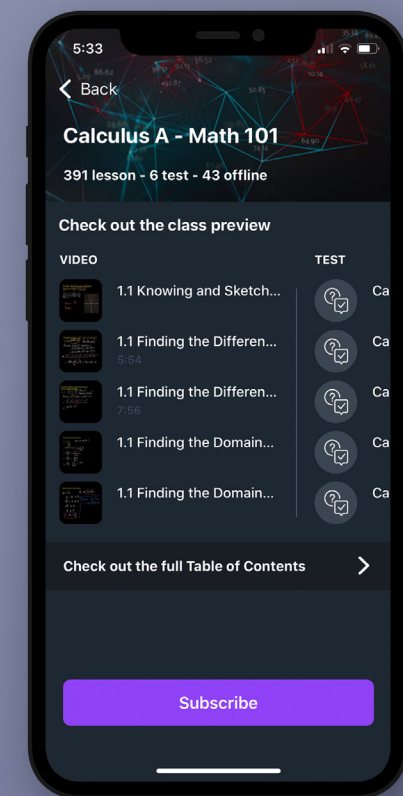 5:33
Back
Calculus A - Math 101
391 lesson - 6 test - 43 offline
Check out the class preview
VIDEO
TEST
1.1 Knowing and Sketch...
Ca
1.1 Finding the Differen...
5:54
Ca
1.1 Finding the Differen...
7:56
Ca
1.1 Finding the Domain...
Ca
1.1 Finding the Domain...
Ca
Check out the full Table of Contents
Subscribe